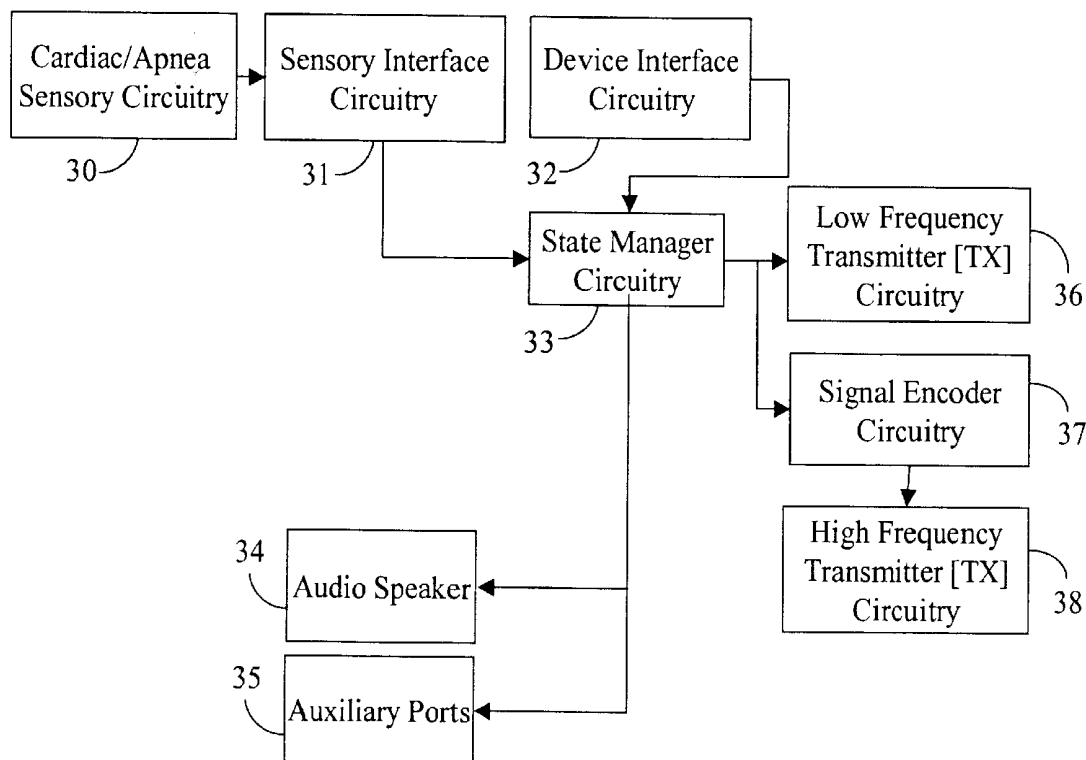 Cardiac/Apnea
Sensory Circuitry
30
Sensory Interface
Circuitry
31
Device Interface
Circuitry
32
State Manager
Circuitry
33
Low Frequency
Transmitter [TX]
Circuitry
36
Signal Encoder
Circuitry
37
High Frequency
Transmitter [TX]
Circuitry
38
34
Audio Speaker
35
Auxiliary Ports